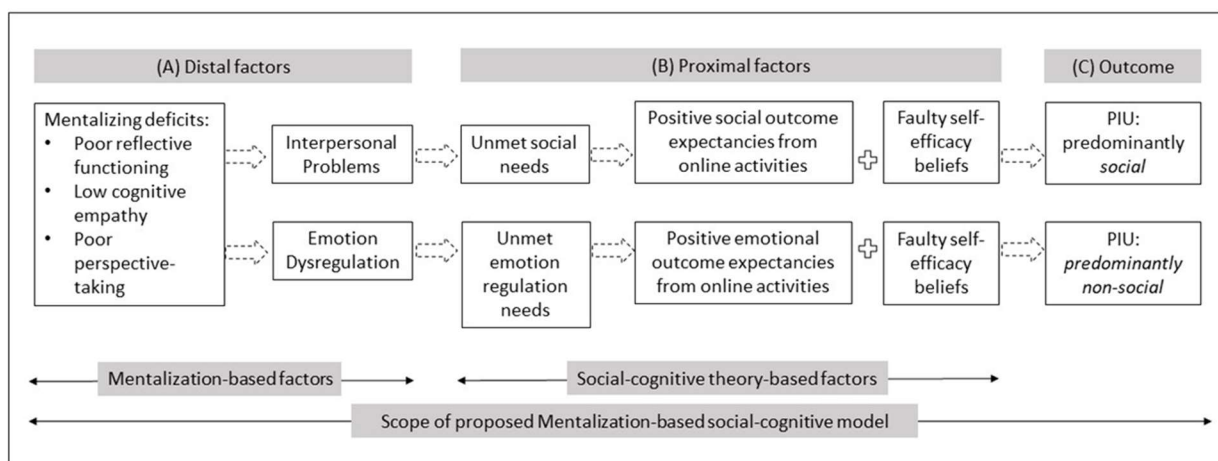 (A) Distal factors
(B) Proximal factors
(C) Outcome
Mentalizing deficits:
• Poor reflective
functioning
• Low cognitive
empathy
• Poor
perspective-
taking
Interpersonal
Problems
Unmet social
needs
Positive social outcome
expectancies from
online activities
Faulty self-
efficacy
beliefs
PIU:
predominantly
social
Emotion
Dysregulation
Unmet
emotion
regulation
needs
Positive emotional
outcome expectancies
from online activities
Faulty self-
efficacy
beliefs
PIU:
predominantly
non-social
Mentalization-based factors
Social-cognitive theory-based factors
Scope of proposed Mentalization-based social-cognitive model